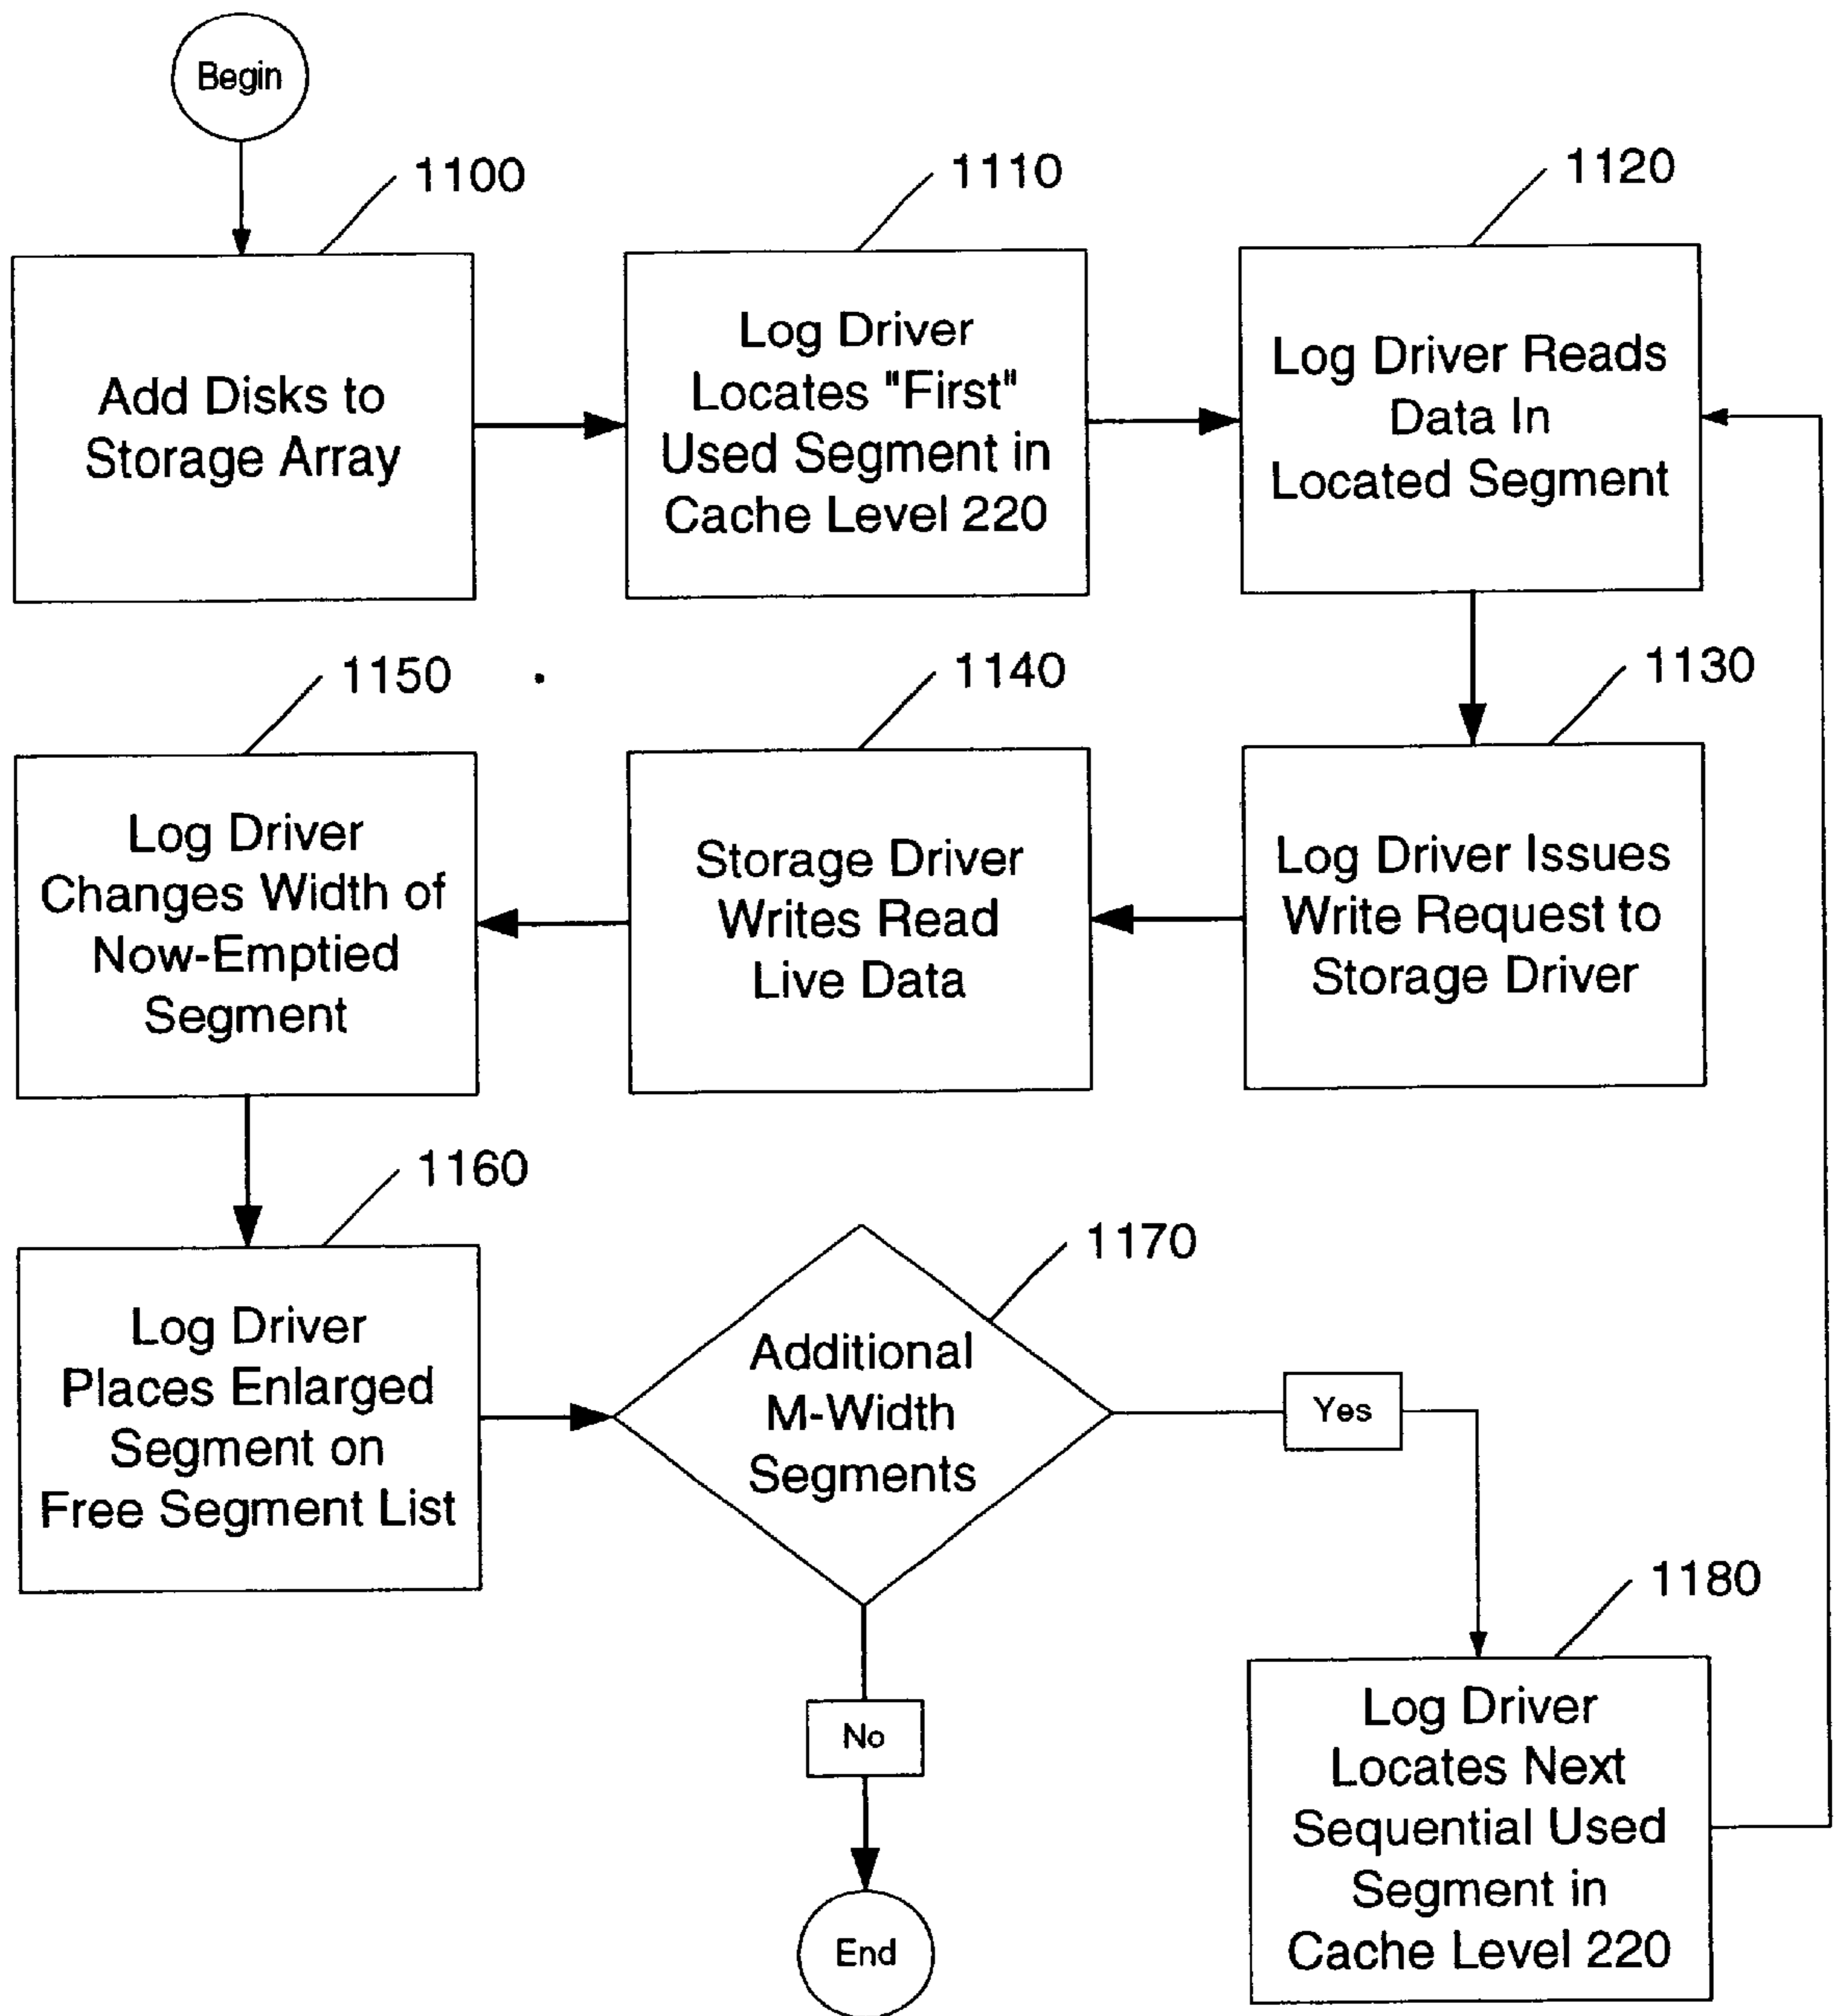 Begin
1100
Add Disks to
Storage Array
1110
Log Driver
Locates "First"
Used Segment in
Cache Level 220
1120
Log Driver Reads
Data In
Located Segment
1130
Log Driver Issues
Write Request to
Storage Driver
1140
Storage Driver
Writes Read
Live Data
1150
Log Driver
Changes Width of
Now-Emptied
Segment
1160
Log Driver
Places Enlarged
Segment on
Free Segment List
1170
Additional
M-Width
Segments
Yes
1180
Log Driver
Locates Next
Sequential Used
Segment in
Cache Level 220
No
End